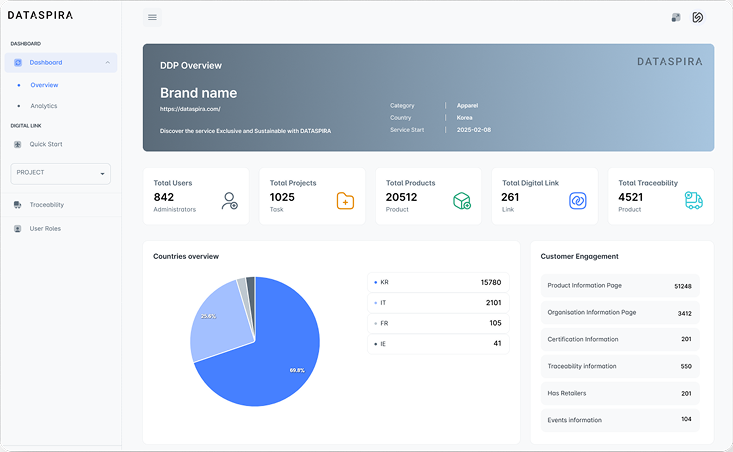 DATASPIRA
DASHBOARD
Dashboard
Overview
Analytics
DIGITAL LINK
Quick Start
PROJECT
Traceability
User Roles
DDP Overview
DATASPIRA
Brand name
https://dataspira.com/
Discover the service Exclusive and Sustainable with DATASPIRA
Category | Apparel
Country | Korea
Service Start | 2025-02-08
Total Users
842
Administrators
Total Projects
1025
Task
Total Products
20512
Product
Total Digital Link
261
Link
Total Traceability
4521
Product
Countries overview
25.6%
69.8%
KR 15780
IT 2101
FR 105
IE 41
Customer Engagement
Product Information Page 51248
Organisation Information Page 3412
Certification Information 201
Traceability information 550
Has Retailers 201
Events information 104